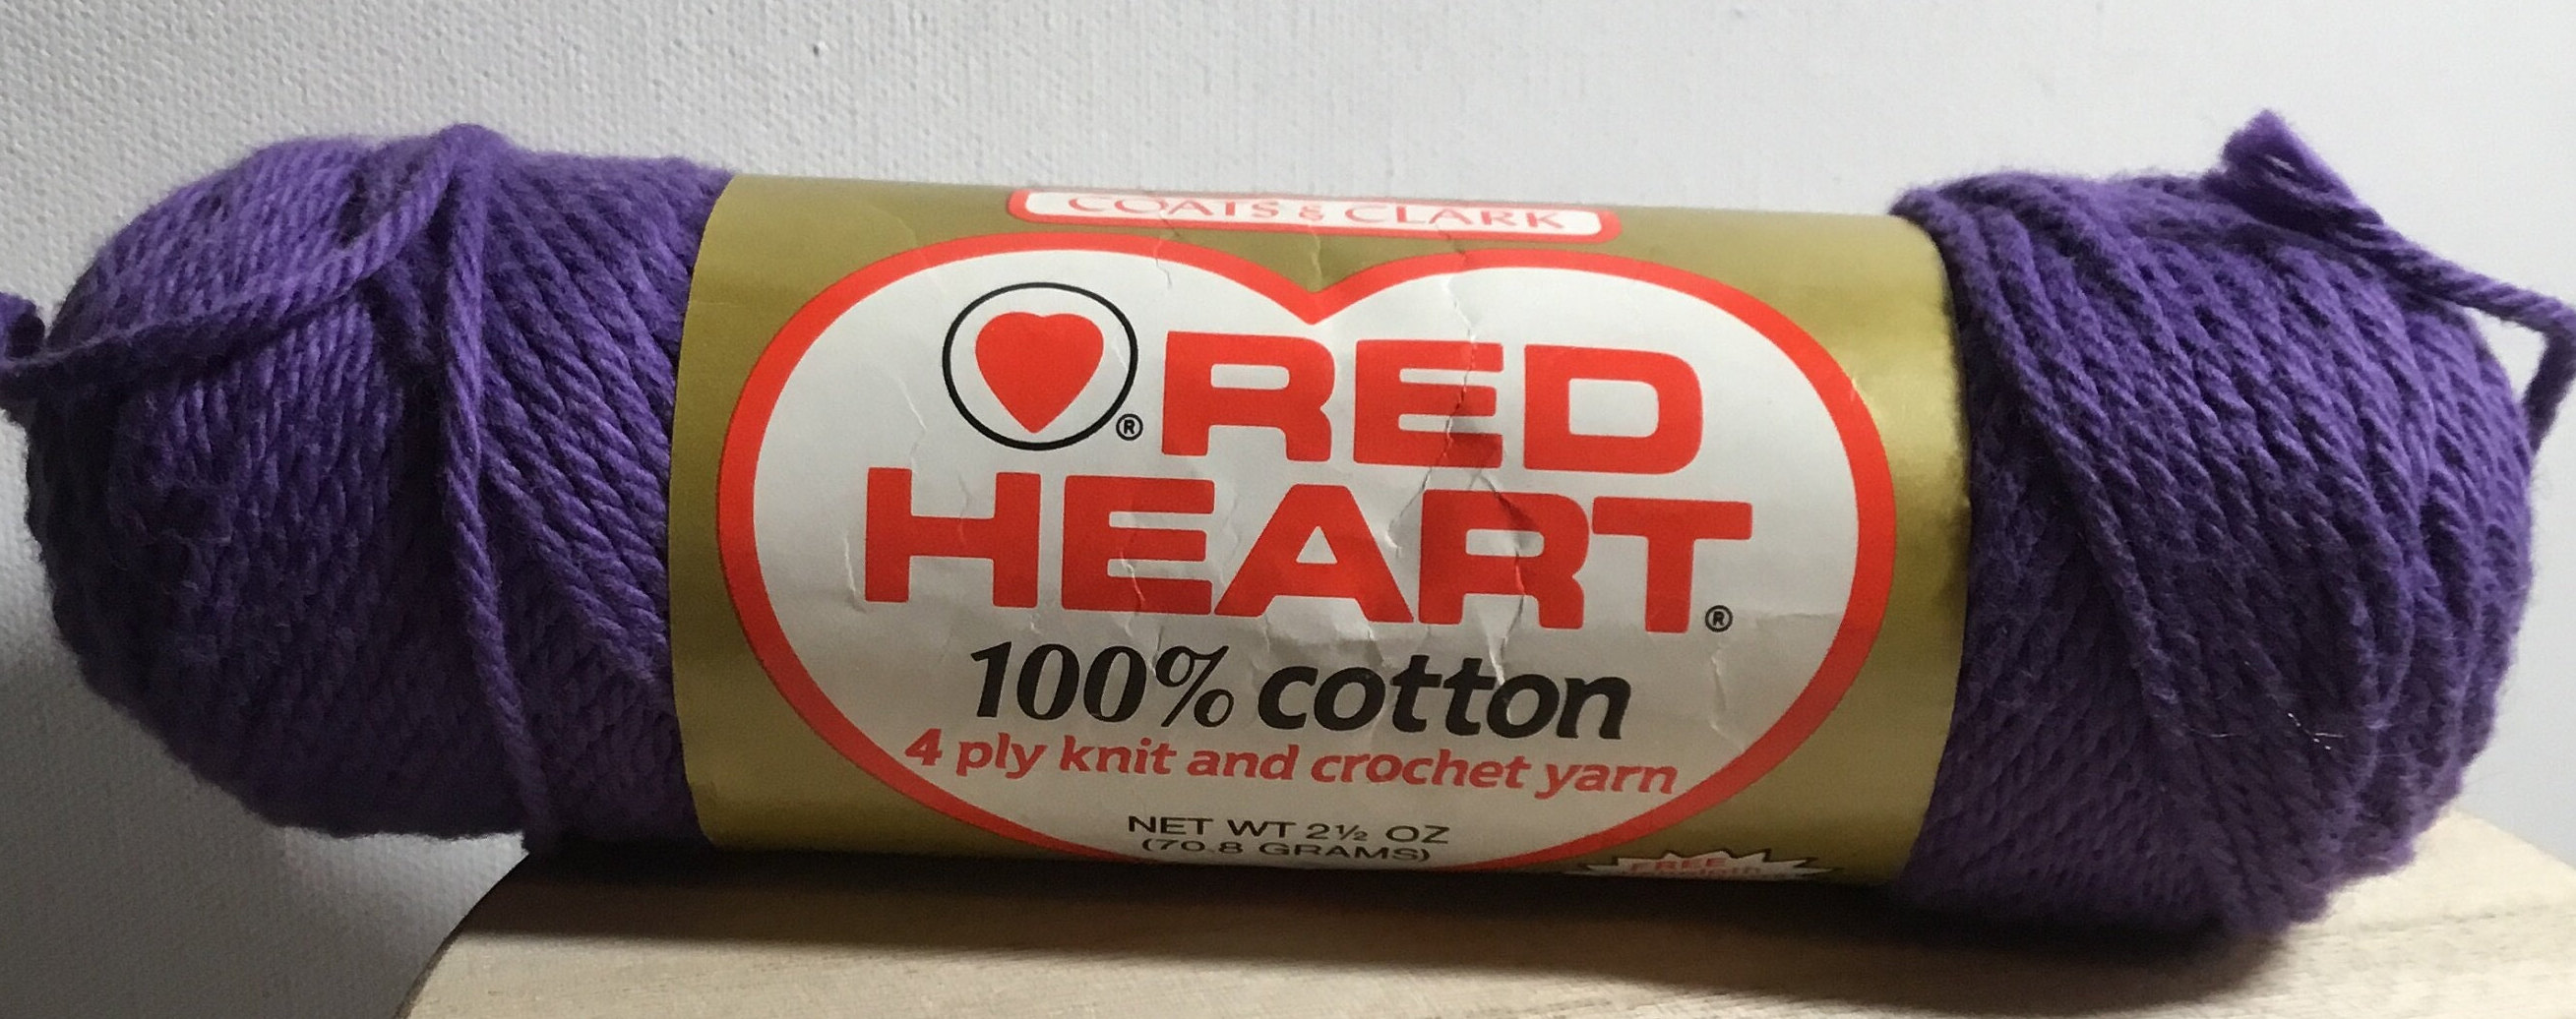 COATS & CLARK
® RED
HEART®
100% cotton
4 ply knit and crochet yarn
NET WT 2½ OZ
(70.8 GRAMS)
FREE